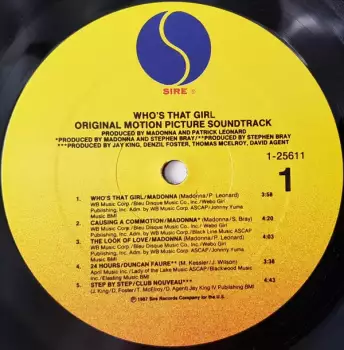 SIRE
WHO'S THAT GIRL
ORIGINAL MOTION PICTURE SOUNDTRACK
PRODUCED BY MADONNA AND PATRICK LEONARD
*PRODUCED BY MADONNA AND STEPHEN BRAY/**PRODUCED BY STEPHEN BRAY
***PRODUCED BY JAY KING, DENZIL FOSTER, THOMAS MCELROY, DAVID AGENT
1-25611
1
1. WHO'S THAT GIRL/MADONNA (Madonna/P. Leonard) 3:58
WB Music Corp./Bleu Disque Music Co., Inc./Webo Girl
Publishing, Inc. Adm. by WB Music Corp. ASCAP/Johnny Yuma
Music BMI
2. CAUSING A COMMOTION/MADONNA* (Madonna/S. Bray) 4:20
WB Music Corp./Bleu Disque Music Co., Inc./Webo Girl
Publishing, Inc. adm. by WB Music Corp./Black Lion Music ASCAP
3. THE LOOK OF LOVE/MADONNA (Madonna/P. Leonard) 4:03
WB Music Corp./Bleu Disque Music Co., Inc./Webo Girl
Publishing, Inc. adm. by WB Music Corp. ASCAP/Johnny Yuma
Music BMI
4. 24 HOURS/DUNCAN FAURE** (M. Kessler/J. Wilson) 3:38
April Music Inc./Lady of the Lake Music ASCAP/Blackwood Music
Inc./Elesting Music BMI
5. STEP BY STEP/CLUB NOUVEAU*** 4:43
(J. King/D. Foster/T. McElroy/D. Agent) Jay King IV Publishing
BMI
℗ 1987 Sire Records Company for the U.S.